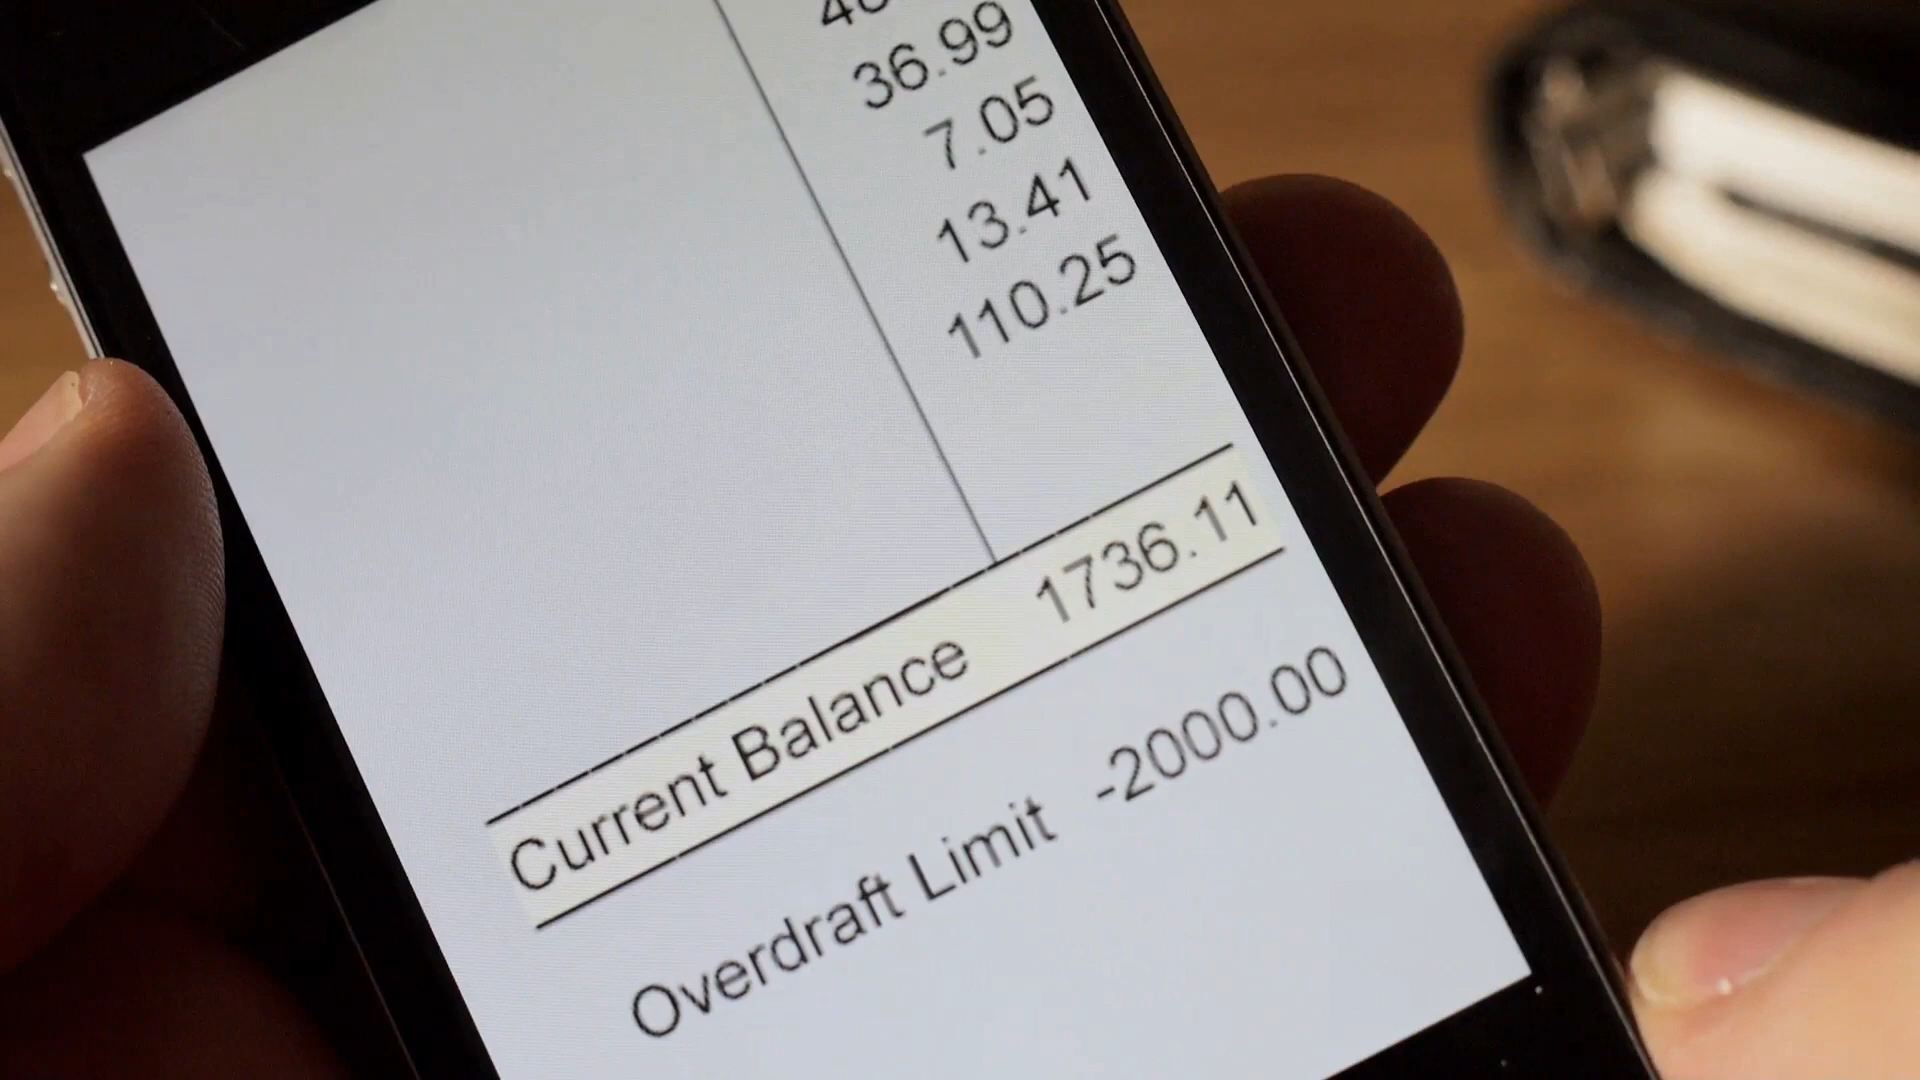 36.99
7.05
13.41
110.25
Current Balance 1736.11
Overdraft Limit -2000.00